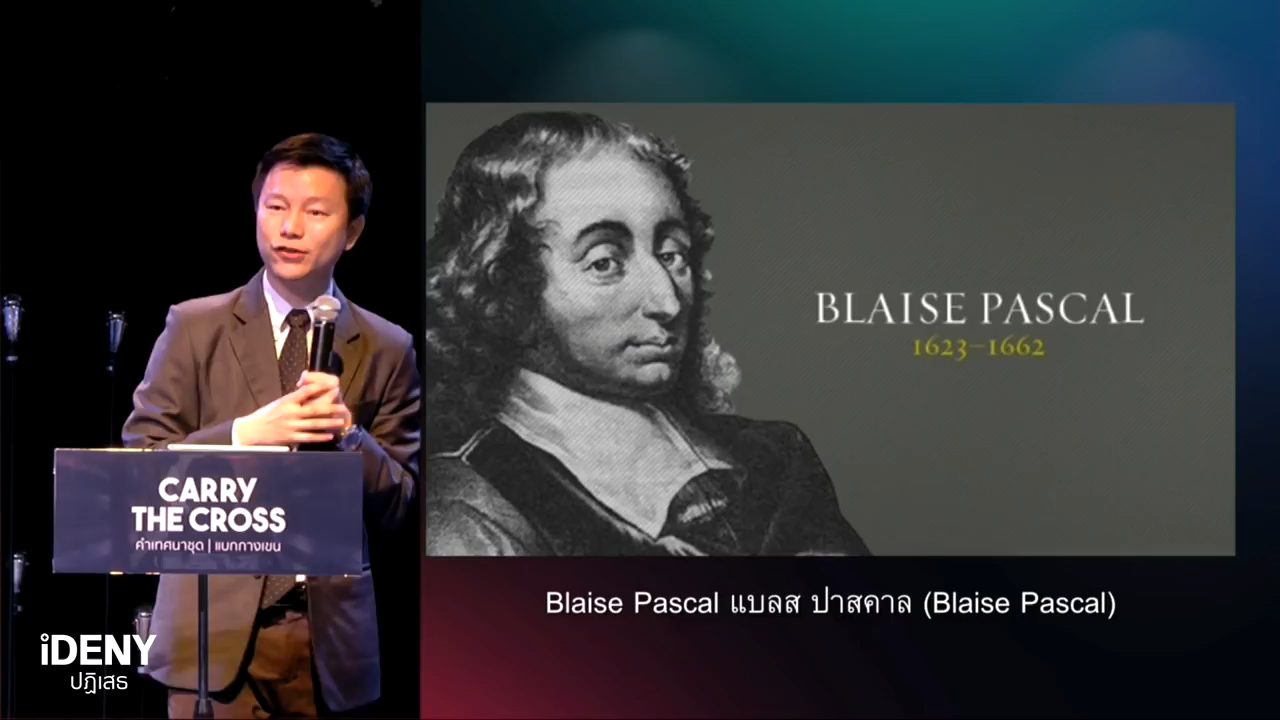 BLAISE PASCAL
1623–1662
CARRY
THE CROSS
คำเทศนาชุด | แบกกางเขน
Blaise Pascal แบลส ปาสคาล (Blaise Pascal)
iDENY
ปฏิเสธ